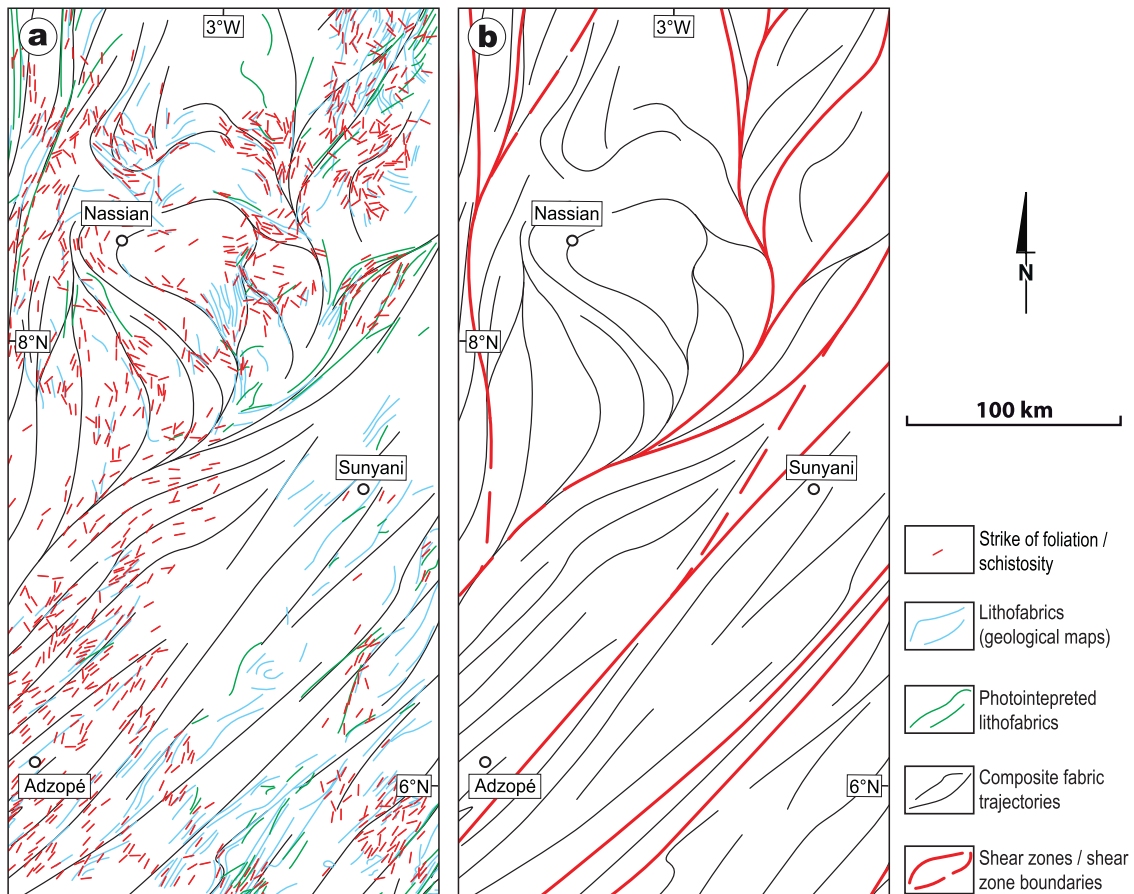 a
3°W
Nassian
8°N
Sunyani
Adzopé
6°N
b
3°W
Nassian
8°N
Sunyani
Adzopé
6°N
N
100 km
Strike of foliation /
schistosity
Lithofabrics
(geological maps)
Photointepreted
lithofabrics
Composite fabric
trajectories
Shear zones / shear
zone boundaries